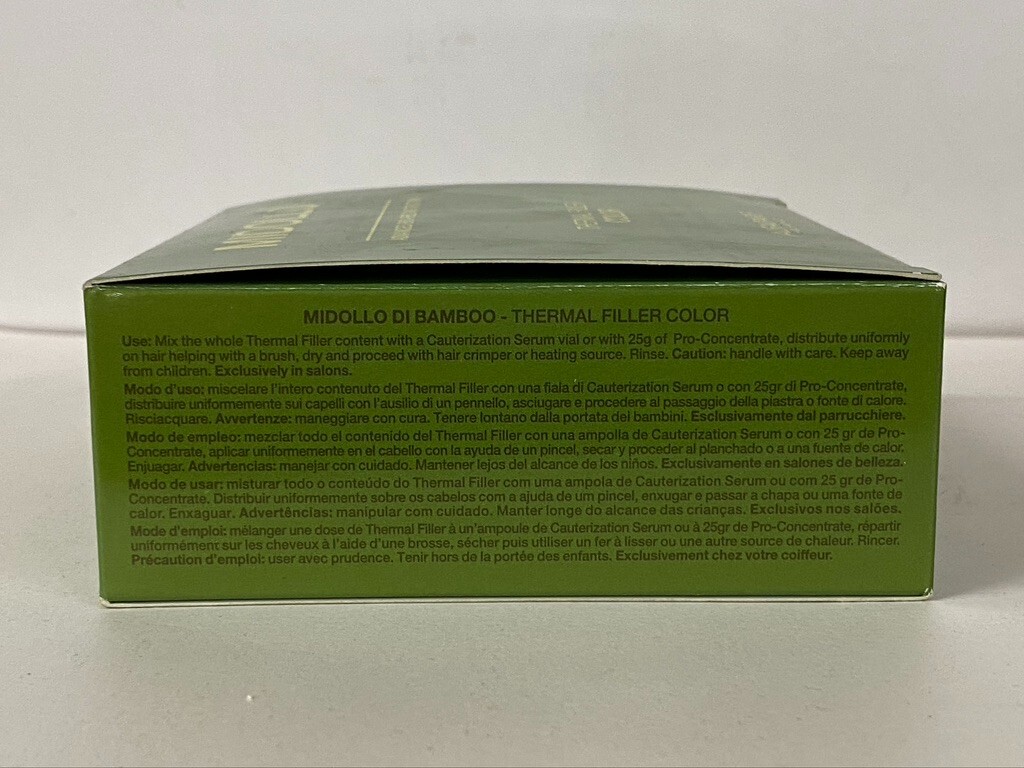 MIDOLLO
THERMAL FILLER
COLOR
MIDOLLO DI BAMBOO - THERMAL FILLER COLOR
Use: Mix the whole Thermal Filler content with a Cauterization Serum vial or with 25g of Pro-Concentrate, distribute uniformly
on hair helping with a brush, dry and proceed with hair crimper or heating source. Rinse. Caution: handle with care. Keep away
from children. Exclusively in salons.
Modo d'uso: miscelare l'intero contenuto del Thermal Filler con una fiala di Cauterization Serum o con 25gr di Pro-Concentrate,
distribuire uniformemente sui capelli con l'ausilio di un pennello, asciugare e procedere al passaggio della piastra o fonte di calore.
Risciacquare. Avvertenze: maneggiare con cura. Tenere lontano dalla portata dei bambini. Esclusivamente dal parrucchiere.
Modo de empleo: mezclar todo el contenido del Thermal Filler con una ampolla de Cauterization Serum o con 25 gr de Pro-
Concentrate, aplicar uniformemente en el cabello con la ayuda de un pincel, secar y proceder al planchado o a una fuente de calor.
Enjuagar. Advertencias: manejar con cuidado. Mantener lejos del alcance de los niños. Exclusivamente en salones de belleza.
Modo de usar: misturar todo o conteúdo do Thermal Filler com uma ampola de Cauterization Serum ou com 25 gr de Pro-
Concentrate. Distribuir uniformemente sobre os cabelos com a ajuda de um pincel, enxugar e passar a chapa ou uma fonte de
calor. Enxaguar. Advertências: manipular com cuidado. Manter longe do alcance das crianças. Exclusivos nos salões.
Mode d'emploi: mélanger une dose de Thermal Filler à un'ampoule de Cauterization Serum ou à 25gr de Pro-Concentrate, répartir
uniformément sur les cheveux à l'aide d'une brosse, sécher puis utiliser un fer à lisser ou une autre source de chaleur. Rincer.
Précaution d'emploi: user avec prudence. Tenir hors de la portée des enfants. Exclusivement chez votre coiffeur.